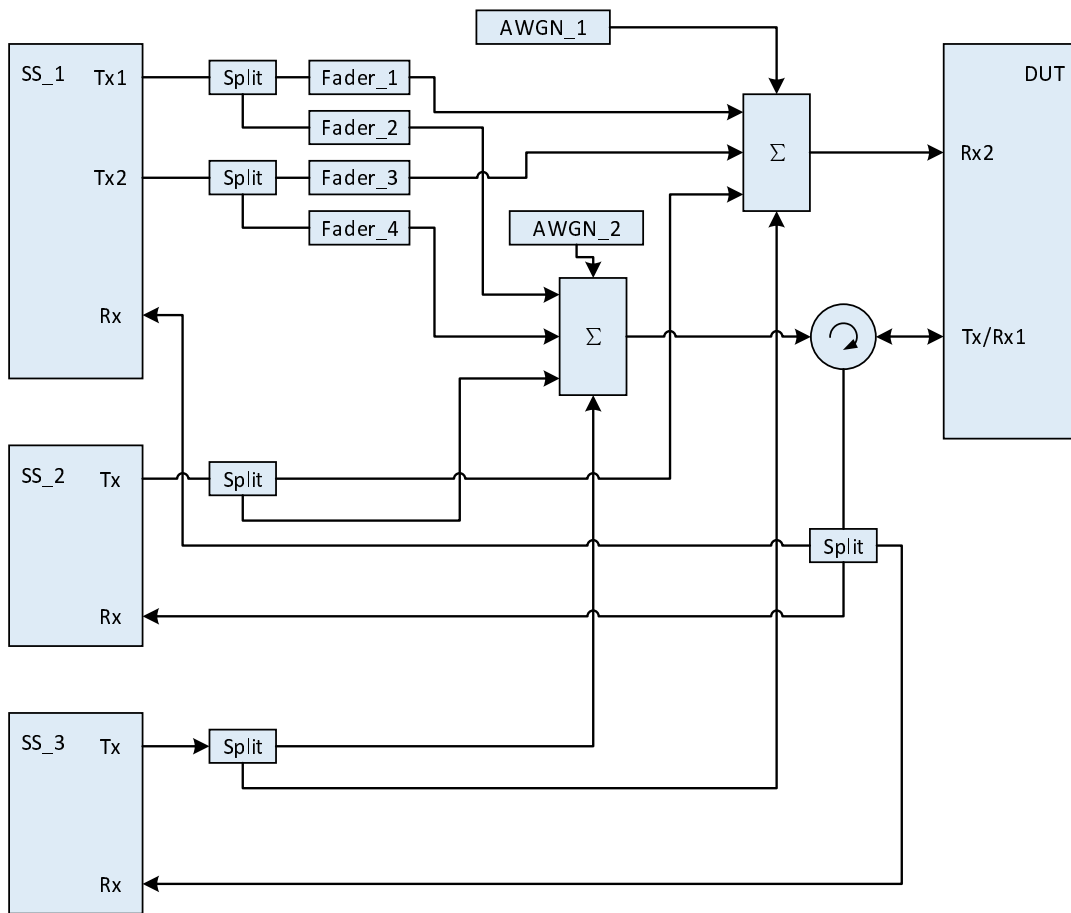 AWGN_1
SS_1
Tx1
Split
Fader_1
DUT
Fader_2
Σ
Rx2
Tx2
Split
Fader_3
Fader_4
AWGN_2
Rx
Σ
Tx/Rx1
SS_2
Tx
Split
Split
Rx
SS_3
Tx
Split
Rx